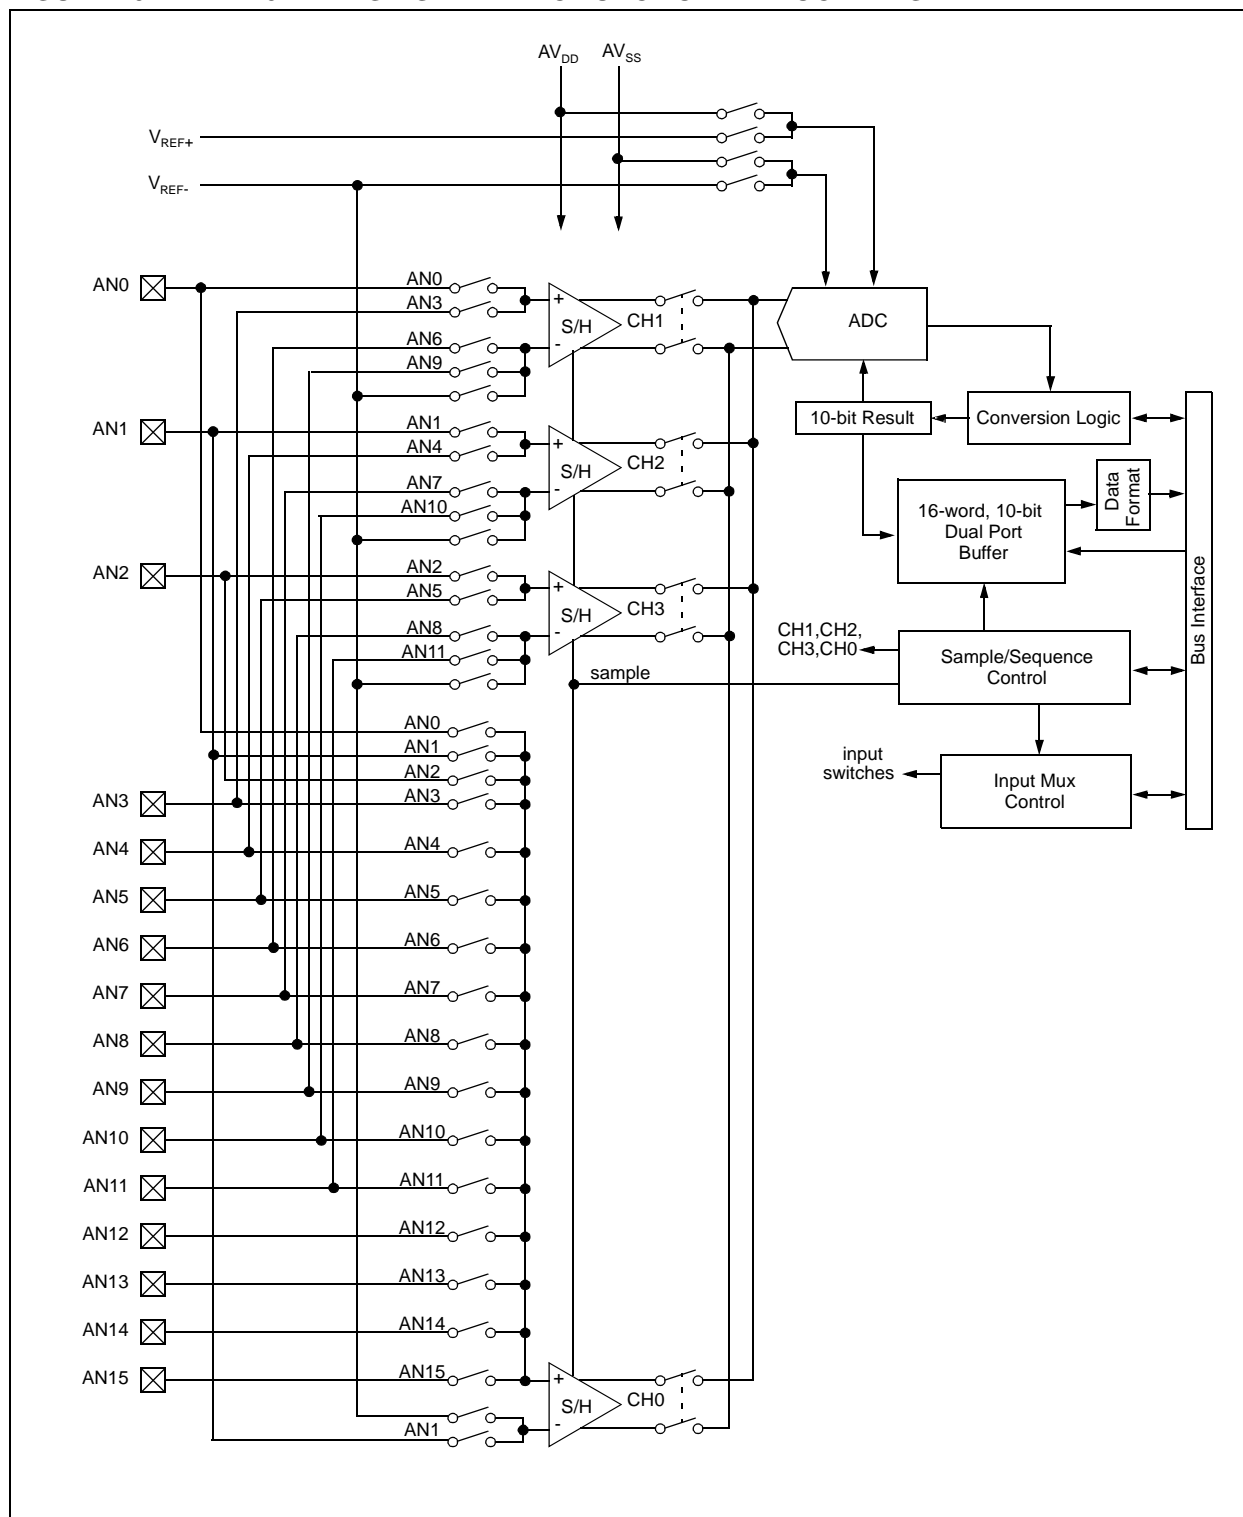 AVDD
AVSS
VREF+
VREF-
AN0
AN0
AN3
+
S/H
-
CH1
AN6
AN9
ADC
10-bit Result
Conversion Logic
AN1
AN1
AN4
+
S/H
-
CH2
AN7
AN10
16-word, 10-bit
Dual Port
Buffer
Data
Format
Bus Interface
AN2
AN2
AN5
+
S/H
-
CH3
AN8
AN11
CH1,CH2,
CH3,CH0
Sample/Sequence
Control
sample
input
switches
Input Mux
Control
AN0
AN1
AN2
AN3
AN3
AN4
AN4
AN5
AN5
AN6
AN6
AN7
AN7
AN8
AN8
AN9
AN9
AN10
AN10
AN11
AN11
AN12
AN12
AN13
AN13
AN14
AN14
AN15
AN15
+
S/H
-
CH0
AN1